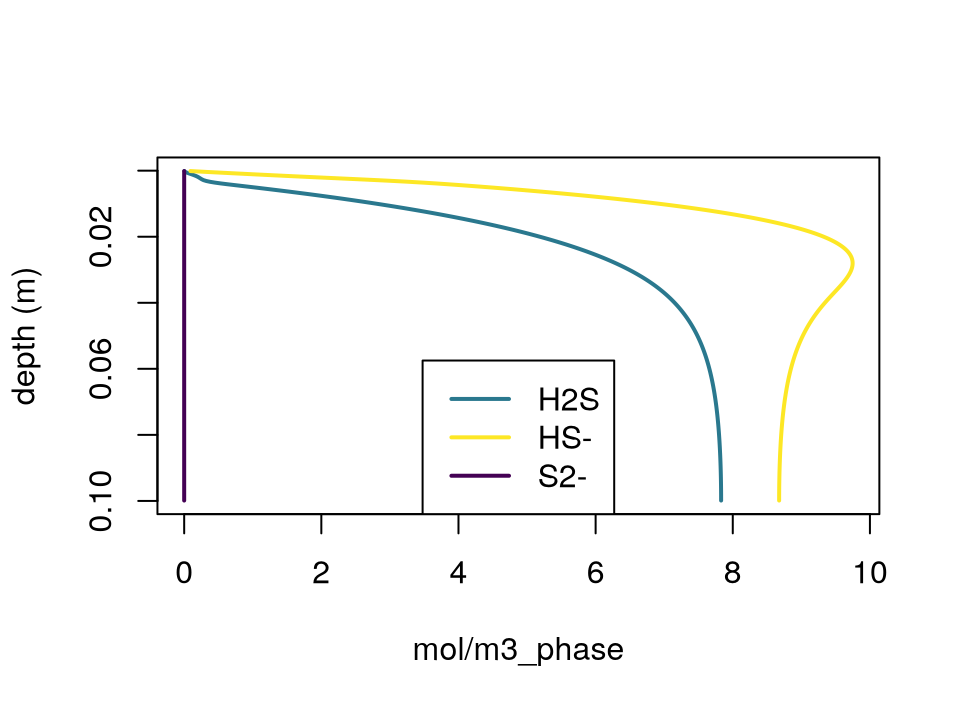 depth (m)
0.02
0.06
0.10
H2S
HS-
S2-
0 2 4 6 8 10
mol/m3_phase